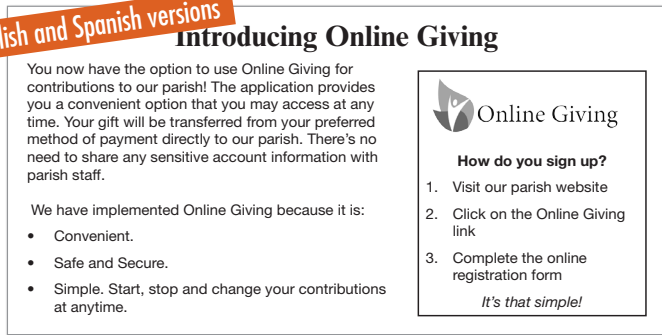 lish and Spanish versions
Introducing Online Giving
You now have the option to use Online Giving for
contributions to our parish! The application provides
you a convenient option that you may access at any
time. Your gift will be transferred from your preferred
method of payment directly to our parish. There's no
need to share any sensitive account information with
parish staff.
We have implemented Online Giving because it is:
• Convenient.
• Safe and Secure.
• Simple. Start, stop and change your contributions
at anytime.
Online Giving
How do you sign up?
1. Visit our parish website
2. Click on the Online Giving
link
3. Complete the online
registration form
It's that simple!